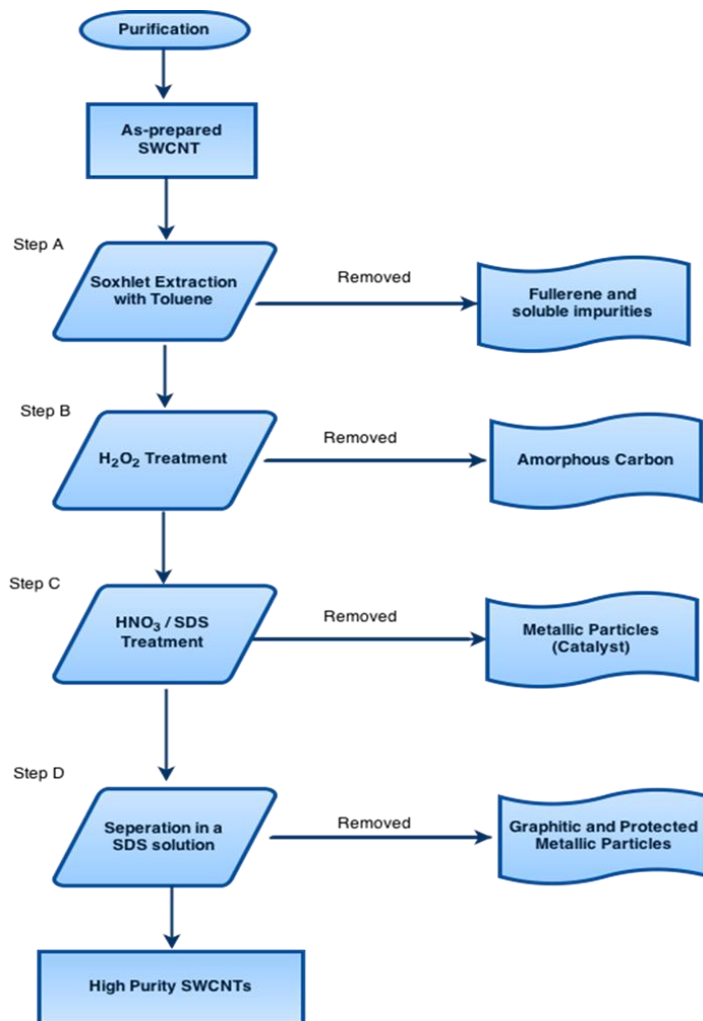 Purification
As-prepared
SWCNT
Step A
Soxhlet Extraction
with Toluene
Removed
Fullerene and
soluble impurities
Step B
H₂O₂ Treatment
Removed
Amorphous Carbon
Step C
HNO₃ / SDS
Treatment
Removed
Metallic Particles
(Catalyst)
Step D
Seperation in a
SDS solution
Removed
Graphitic and Protected
Metallic Particles
High Purity SWCNTs